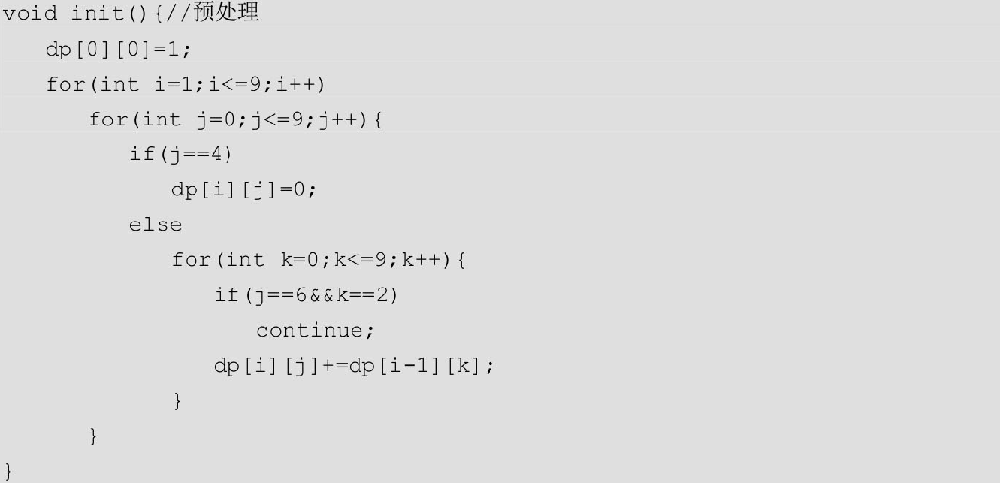 void init(){//预处理
   dp[0][0]=1;
   for(int i=1;i<=9;i++)
      for(int j=0;j<=9;j++){
         if(j==4)
            dp[i][j]=0;
         else
            for(int k=0;k<=9;k++){
               if(j==6&&k==2)
                  continue;
               dp[i][j]+=dp[i-1][k];
            }
      }
}